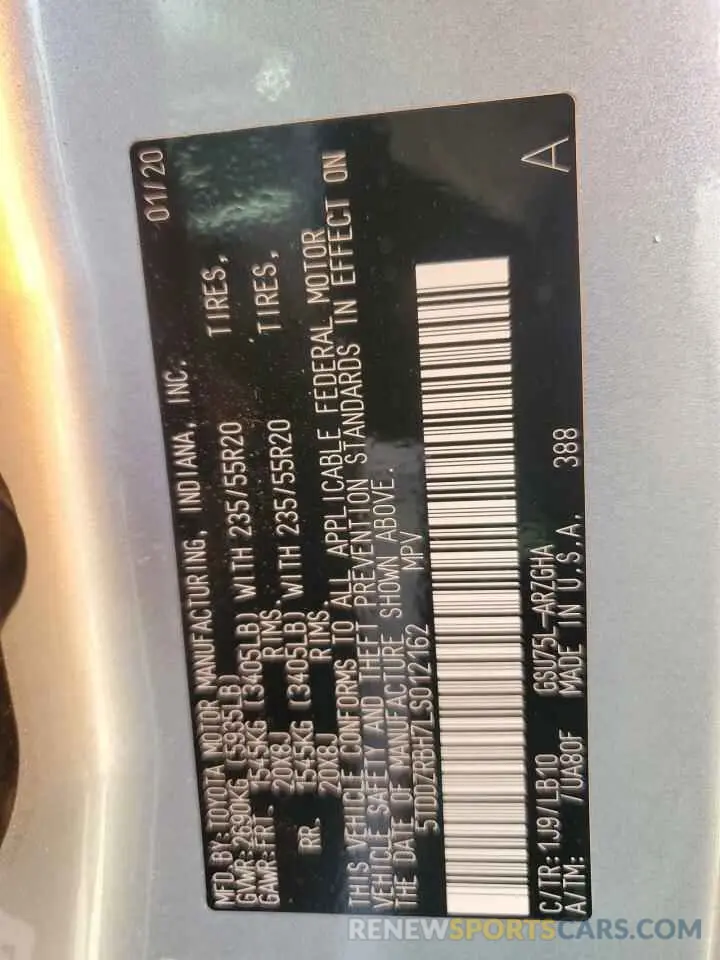 MFD.BY: TOYOTA MOTOR MANUFACTURING, INDIANA, INC. 01/20
GVWR: 2690KG (5935LB)
GAWR: FRT. 1545KG (3405LB) WITH 235/55R20 TIRES,
20X8J RIMS.
RR. 1545KG (3405LB) WITH 235/55R20 TIRES,
20X8J RIMS.
THIS VEHICLE CONFORMS TO ALL APPLICABLE FEDERAL MOTOR
VEHICLE SAFETY AND THEFT PREVENTION STANDARDS IN EFFECT ON
THE DATE OF MANUFACTURE SHOWN ABOVE.
5TDDZRBH7LS012162 MPV
C/TR: 1J9/LB10 GSU75L-ARZGHA A
A/TM: /UA80F MADE IN U.S.A. 388
RENEWSPORTSCARS.COM